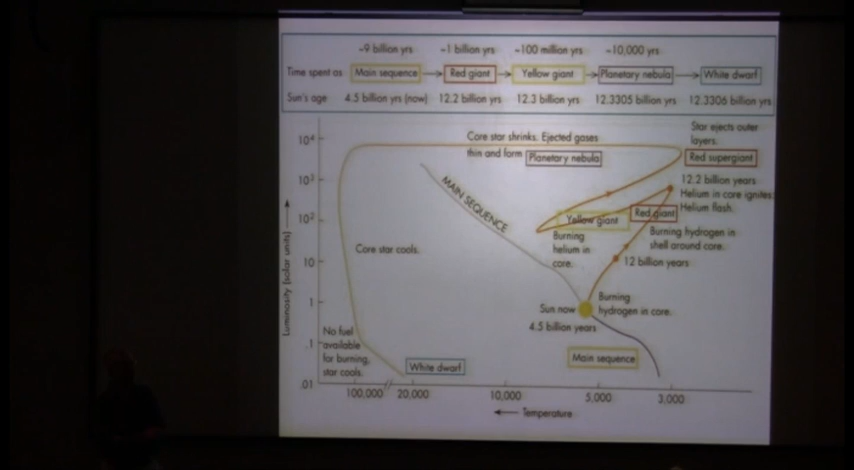 ~9 billion yrs ~1 billion yrs ~100 million yrs ~10,000 yrs
Time spent as Main sequence Red giant Yellow giant Planetary nebula White dwarf
Sun's age 4.5 billion yrs (now) 12.2 billion yrs 12.3 billion yrs 12.3305 billion yrs 12.3306 billion yrs
Core star shrinks. Ejected gases
thin and form Planetary nebula
Star ejects outer
layers.
Red supergiant
12.2 billion years
Helium in core ignites:
Helium flash.
MAIN SEQUENCE
Yellow giant
Red giant
Burning
helium in
core.
Burning hydrogen in
shell around core.
12 billion years
Core star cools.
Sun now
4.5 billion years
Burning
hydrogen in core.
Main sequence
No fuel
available
for burning,
star cools.
White dwarf
Luminosity (solar units)
10⁴
10³
10²
10
1
.1
.01
100,000 20,000 10,000 5,000 3,000
Temperature